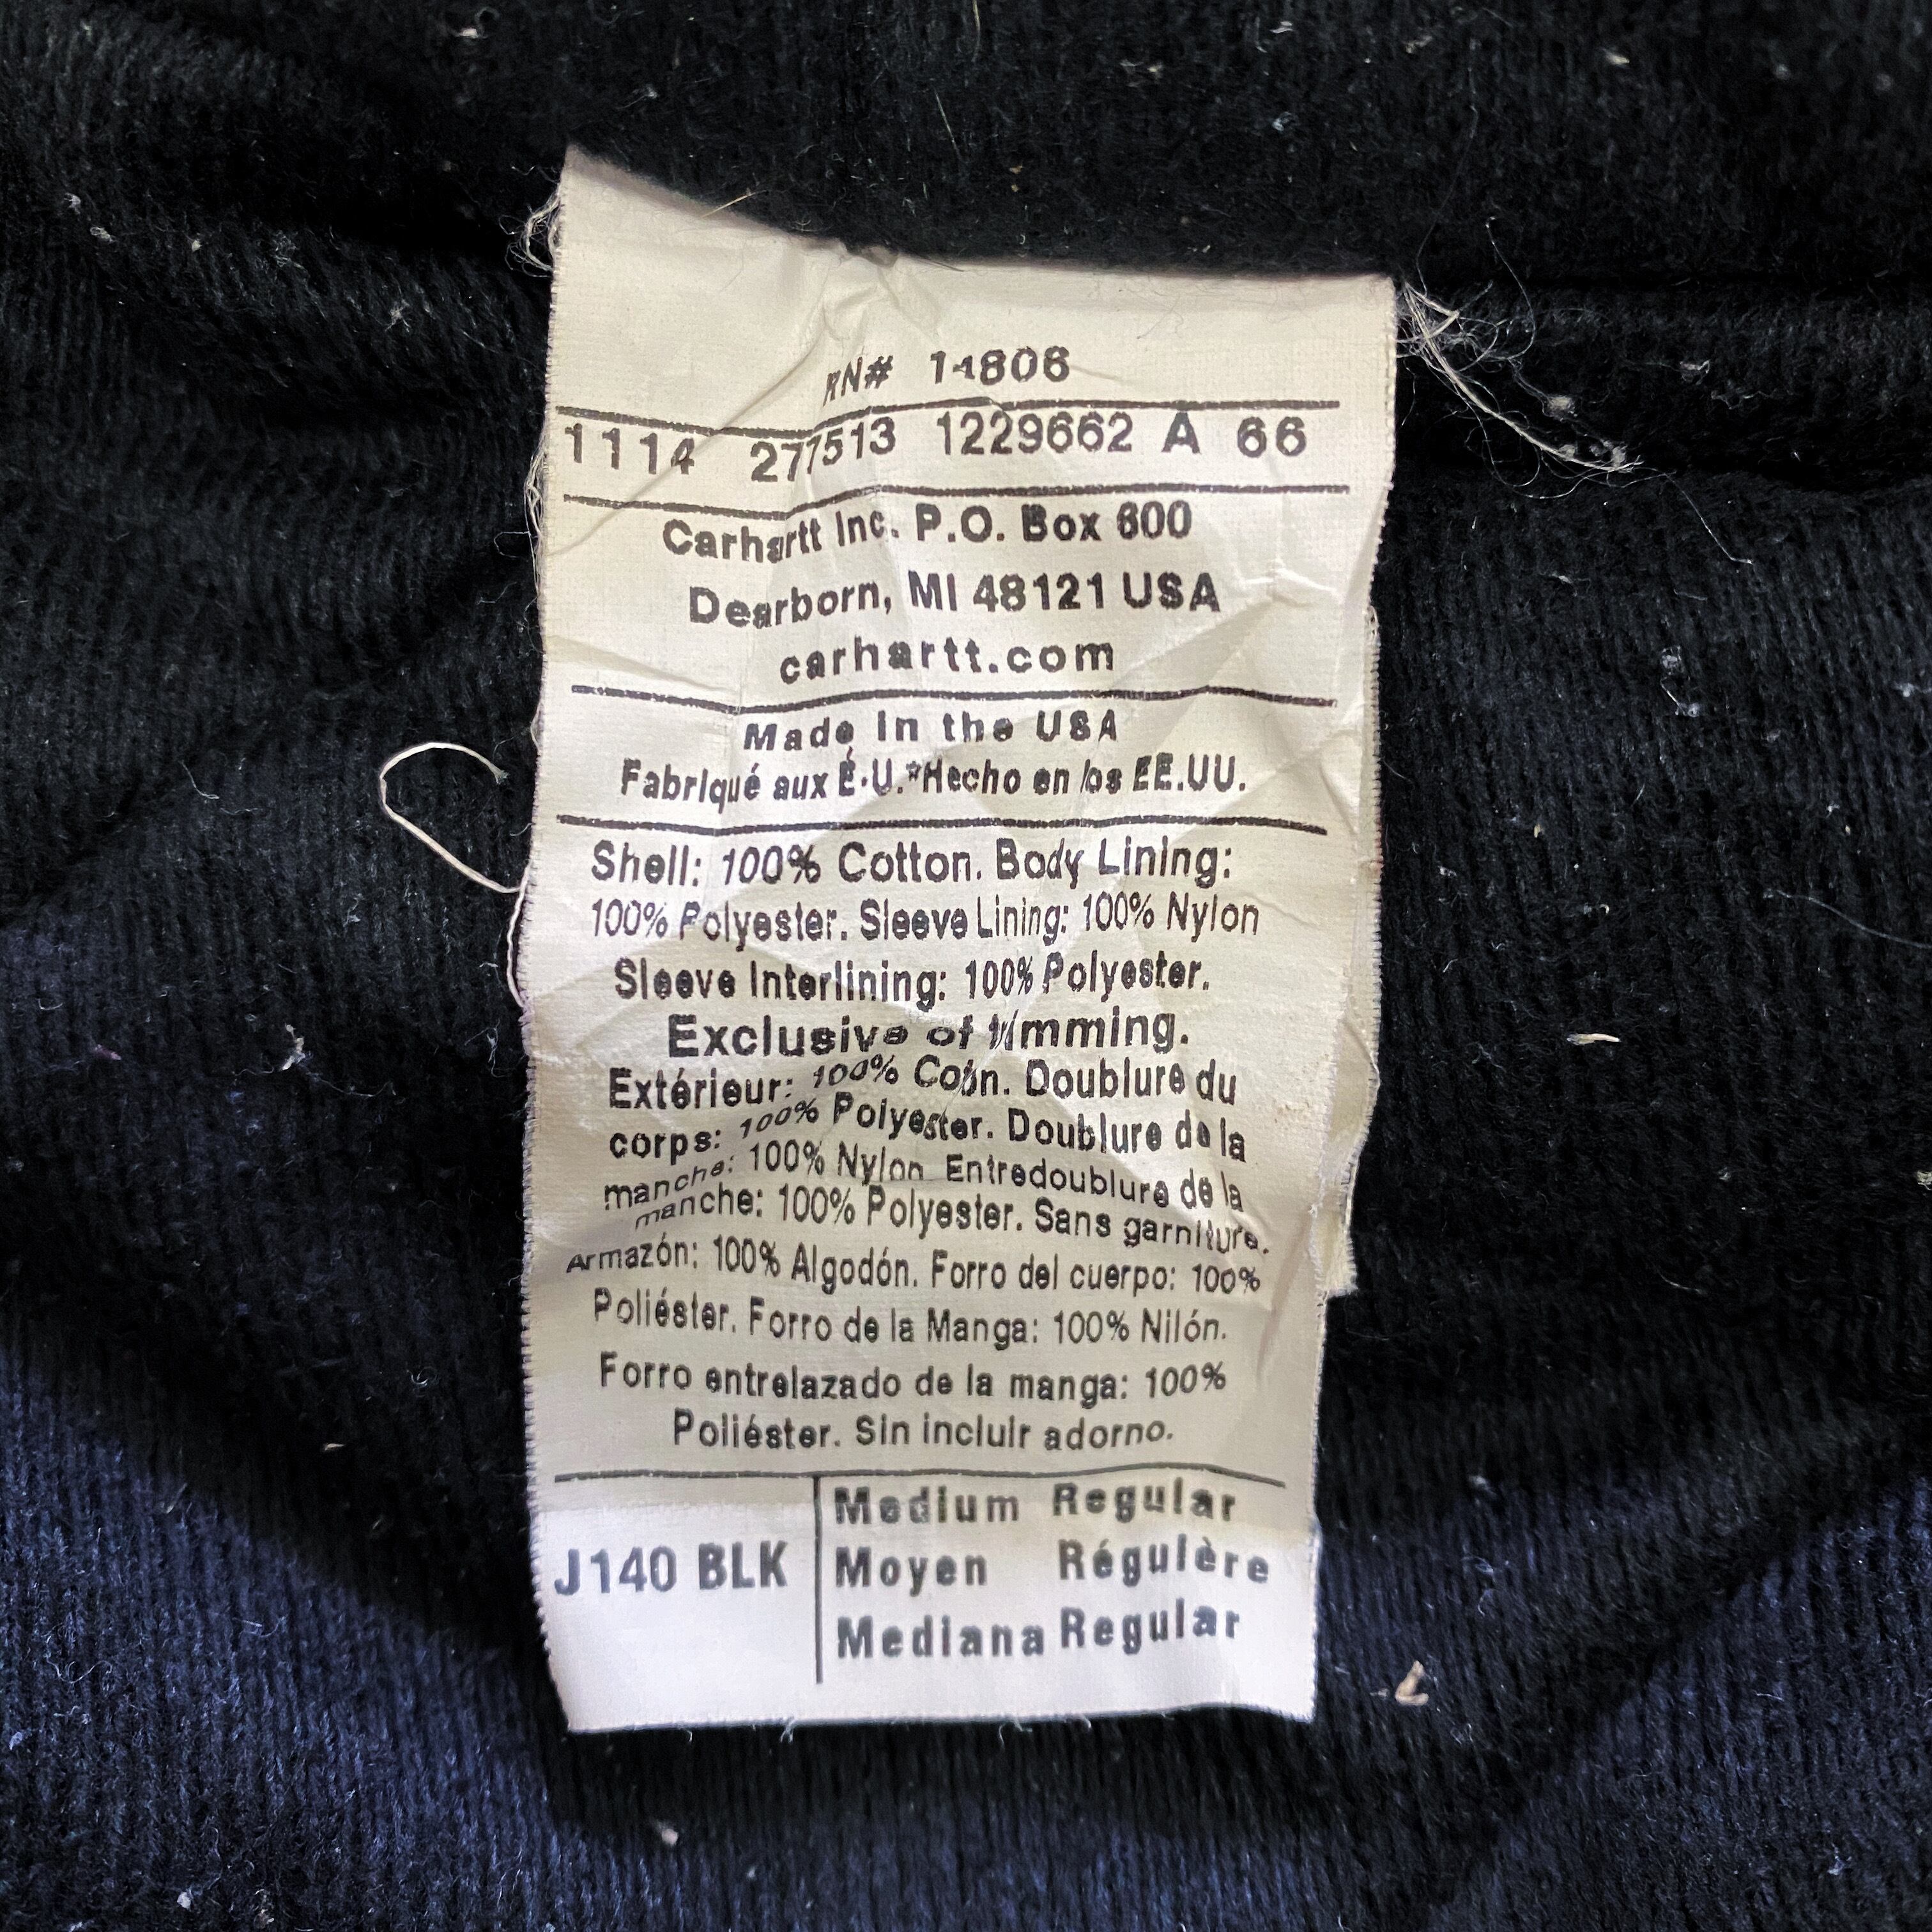 RN# 14806
1114 277513 1229662 A 66
Carhartt Inc. P.O. Box 600
Dearborn, MI 48121 USA
carhartt.com
Made in the USA
Fabriqué aux É.U.*Hecho en los EE.UU.
Shell: 100% Cotton. Body Lining:
100% Polyester. Sleeve Lining: 100% Nylon
Sleeve Interlining: 100% Polyester.
Exclusive of trimming.
Extérieur: 100% Coton. Doublure du
corps: 100% Polyester. Doublure de la
manche: 100% Nylon. Entredoublure de la
manche: 100% Polyester. Sans garniture.
Armazón: 100% Algodón. Forro del cuerpo: 100%
Poliéster. Forro de la Manga: 100% Nilón.
Forro entrelazado de la manga: 100%
Poliéster. Sin incluir adorno.
J140 BLK
Medium Regular
Moyen Régulère
Mediana Regular